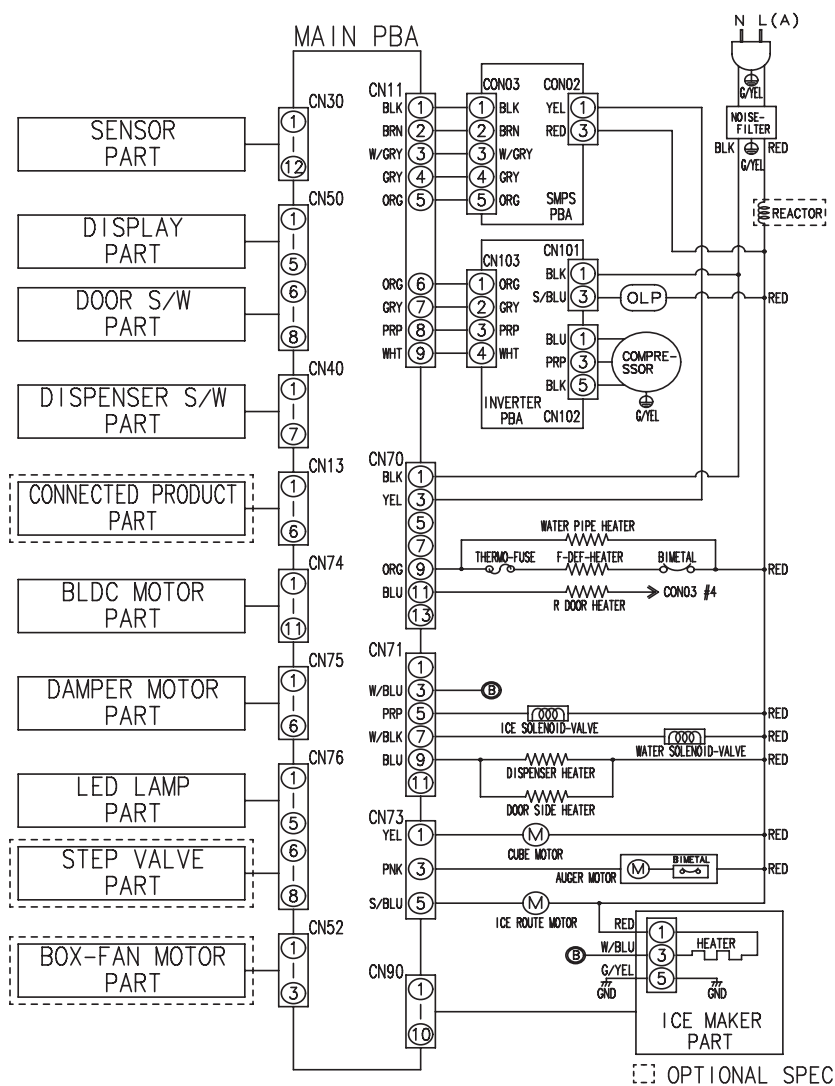 N L(A)
MAIN PBA
G/YEL
NOISE-
FILTER
BLK G/YEL RED
REACTOR
CN30
1
12
SENSOR
PART
CN50
1
5
6
8
DISPLAY
PART
DOOR S/W
PART
CN40
1
7
DISPENSER S/W
PART
CN13
1
6
CONNECTED PRODUCT
PART
CN74
1
11
BLDC MOTOR
PART
CN75
1
6
DAMPER MOTOR
PART
CN76
1
5
6
8
LED LAMP
PART
STEP VALVE
PART
CN52
1
3
BOX-FAN MOTOR
PART
CN11 CON03 CON02
BLK 1 1 BLK YEL 1
BRN 2 2 BRN RED 3
W/GRY 3 3 W/GRY
GRY 4 4 GRY
ORG 5 5 ORG
SMPS
PBA
CN103 CN101
BLK 1
ORG 6 1 ORG
S/BLU 3 OLP RED
GRY 7 2 GRY
PRP 8 3 PRP
WHT 9 4 WHT
BLU 1
PRP 3
BLK 5
COMPRE-
SSOR
G/YEL
INVERTER
PBA
CN102
CN70
BLK 1
YEL 3
5
7
WATER PIPE HEATER
THERMO-FUSE F-DEF-HEATER BIMETAL
ORG 9 RED
BLU 11 CON03 #4
R DOOR HEATER
13
CN71
1
W/BLU 3 B
PRP 5 RED
ICE SOLENOID-VALVE
W/BLK 7 RED
WATER SOLENOID-VALVE
BLU 9 RED
DISPENSER HEATER
11
DOOR SIDE HEATER
CN73
YEL 1 M RED
CUBE MOTOR
PNK 3 M BIMETAL RED
AUGER MOTOR
S/BLU 5 M
ICE ROUTE MOTOR
RED 1
B W/BLU 3 HEATER
G/YEL 5
GND GND
CN90
1
10
ICE MAKER
PART
OPTIONAL SPEC